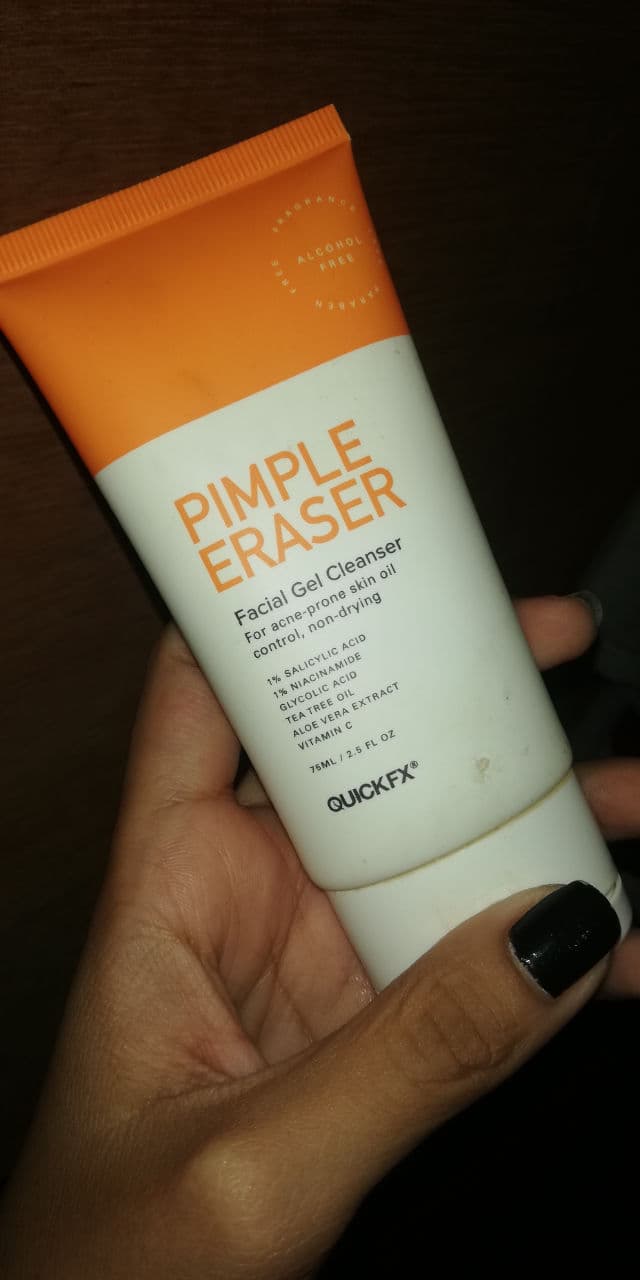 FRAGRANCE
FREE
ALCOHOL
FREE
PARABEN
PIMPLE
ERASER
Facial Gel Cleanser
For acne-prone skin oil
control, non-drying
1% SALICYLIC ACID
1% NIACINAMIDE
GLYCOLIC ACID
TEA TREE OIL
ALOE VERA EXTRACT
VITAMIN C
75ML / 2.5 FL OZ
QUICKFX®